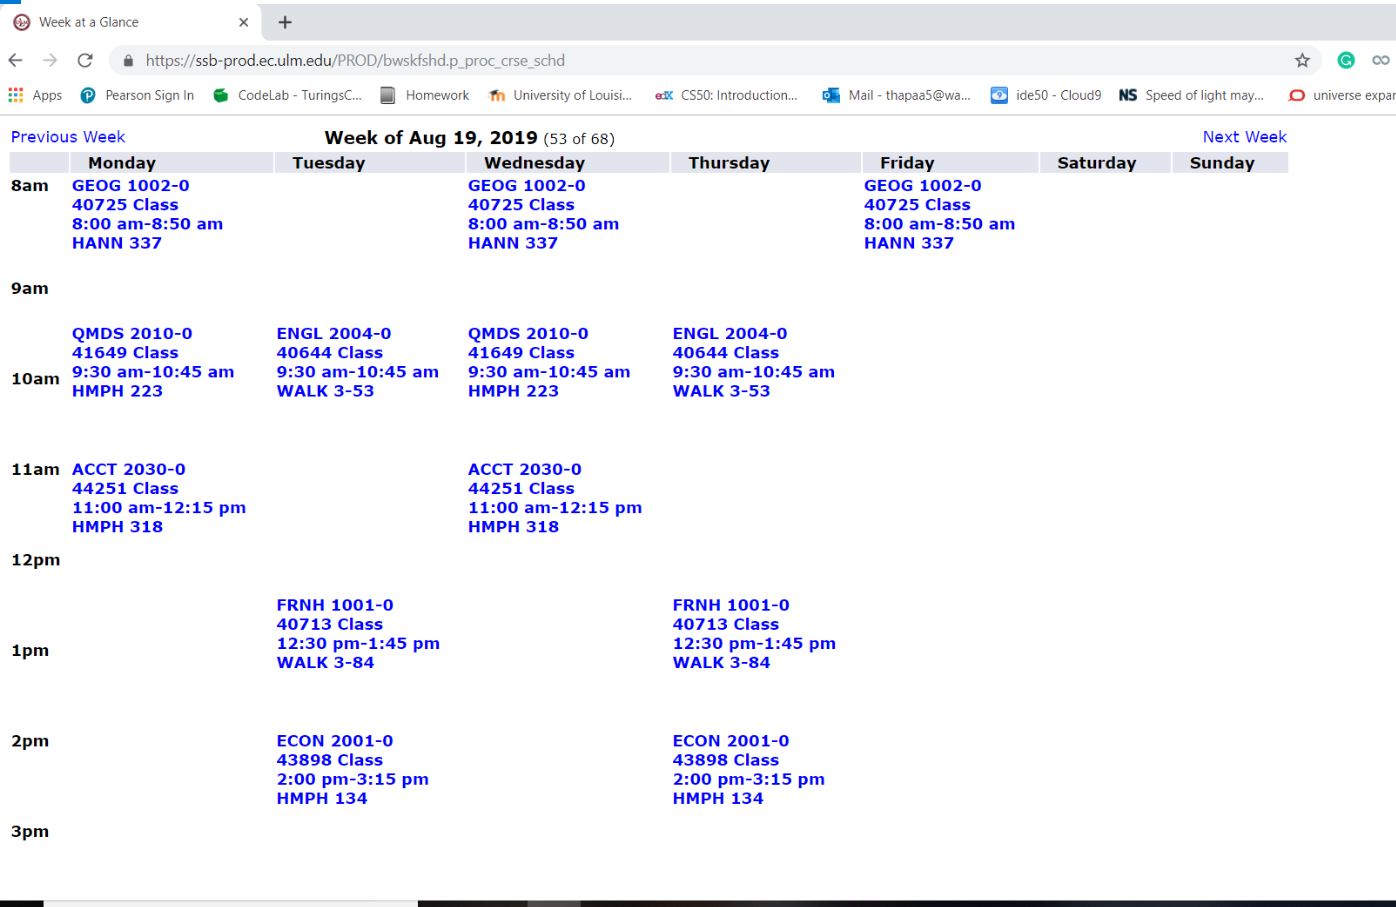 Week at a Glance
https://ssb-prod.ec.ulm.edu/PROD/bwskfshd.p_proc_crse_schd
Apps Pearson Sign In CodeLab - TuringsC... Homework University of Louisi... edX CS50: Introduction... Mail - thapaa5@wa... ide50 - Cloud9 NS Speed of light may... universe expar
Previous Week Week of Aug 19, 2019 (53 of 68) Next Week
Monday Tuesday Wednesday Thursday Friday Saturday Sunday
8am GEOG 1002-0 GEOG 1002-0 GEOG 1002-0
40725 Class 40725 Class 40725 Class
8:00 am-8:50 am 8:00 am-8:50 am 8:00 am-8:50 am
HANN 337 HANN 337 HANN 337
9am
QMDS 2010-0 ENGL 2004-0 QMDS 2010-0 ENGL 2004-0
41649 Class 40644 Class 41649 Class 40644 Class
10am 9:30 am-10:45 am 9:30 am-10:45 am 9:30 am-10:45 am 9:30 am-10:45 am
HMPH 223 WALK 3-53 HMPH 223 WALK 3-53
11am ACCT 2030-0 ACCT 2030-0
44251 Class 44251 Class
11:00 am-12:15 pm 11:00 am-12:15 pm
HMPH 318 HMPH 318
12pm
FRNH 1001-0 FRNH 1001-0
40713 Class 40713 Class
12:30 pm-1:45 pm 12:30 pm-1:45 pm
1pm WALK 3-84 WALK 3-84
2pm ECON 2001-0 ECON 2001-0
43898 Class 43898 Class
2:00 pm-3:15 pm 2:00 pm-3:15 pm
HMPH 134 HMPH 134
3pm